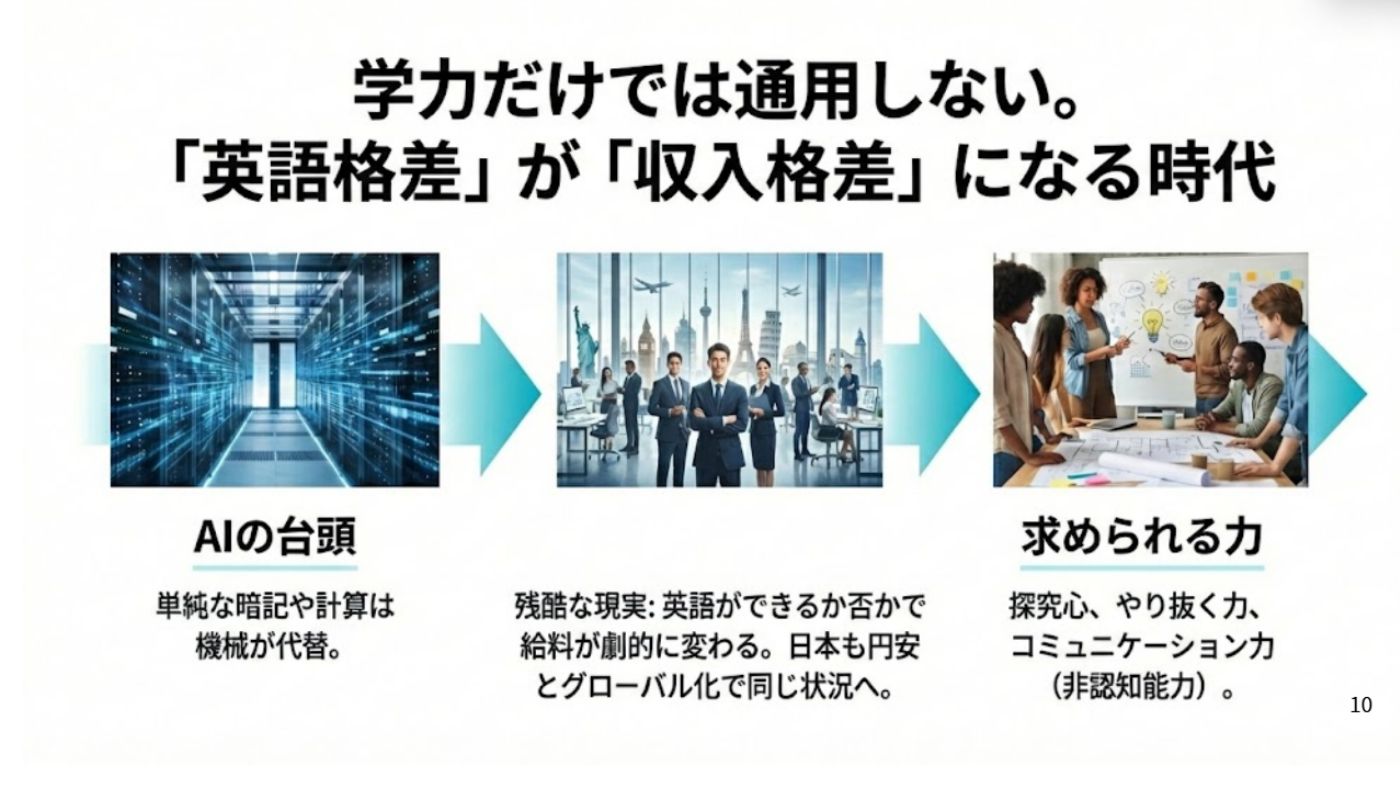 学力だけでは通用しない。
「英語格差」が「収入格差」になる時代
AIの台頭
単純な暗記や計算は
機械が代替。
残酷な現実: 英語ができるか否かで
給料が劇的に変わる。日本も円安
とグローバル化で同じ状況へ。
求められる力
探究心、やり抜く力、
コミュニケーション力
（非認知能力）。
10